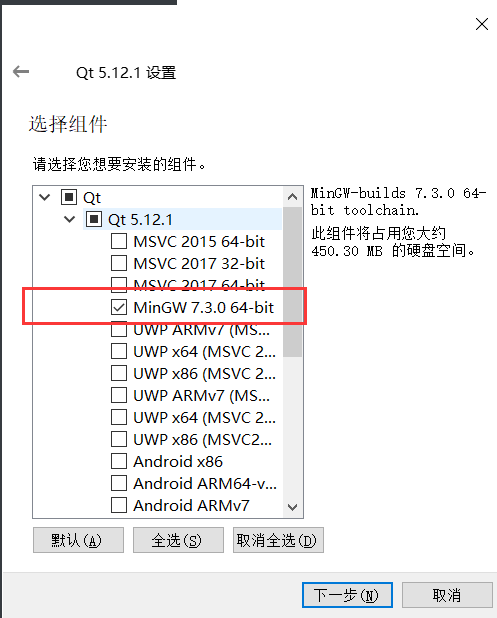 Qt 5.12.1 设置
选择组件
请选择您想要安装的组件。
Qt
Qt 5.12.1
MSVC 2015 64-bit
MSVC 2017 32-bit
MSVC 2017 64-bit
MinGW 7.3.0 64-bit
UWP ARMv7 (MS...
UWP x64 (MSVC 2...
UWP x86 (MSVC 2...
UWP ARMv7 (MS...
UWP x64 (MSVC 2...
UWP x86 (MSVC2...
Android x86
Android ARM64-v...
Android ARMv7
MinGW-builds 7.3.0 64-
bit toolchain.
此组件将占用您大约
450.30 MB 的硬盘空间。
默认(A)
全选(S)
取消全选(D)
下一步(N)
取消